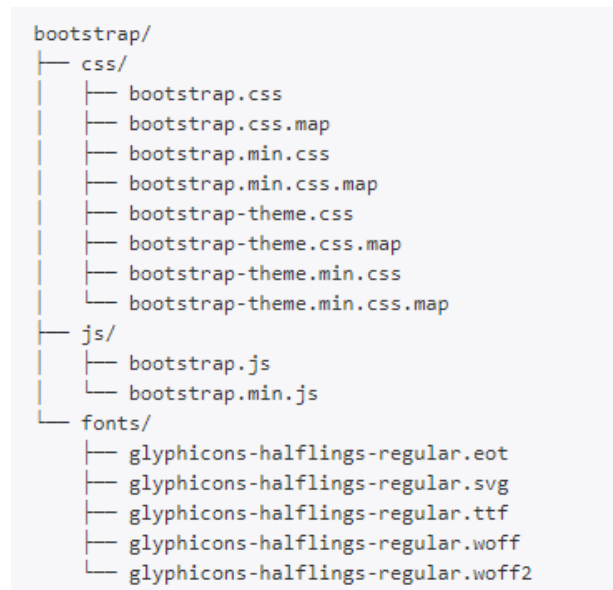 bootstrap/
├── css/
│   ├── bootstrap.css
│   ├── bootstrap.css.map
│   ├── bootstrap.min.css
│   ├── bootstrap.min.css.map
│   ├── bootstrap-theme.css
│   ├── bootstrap-theme.css.map
│   ├── bootstrap-theme.min.css
│   └── bootstrap-theme.min.css.map
├── js/
│   ├── bootstrap.js
│   └── bootstrap.min.js
└── fonts/
    ├── glyphicons-halflings-regular.eot
    ├── glyphicons-halflings-regular.svg
    ├── glyphicons-halflings-regular.ttf
    ├── glyphicons-halflings-regular.woff
    └── glyphicons-halflings-regular.woff2